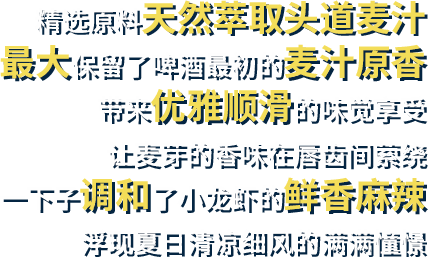 精选原料天然萃取头道麦汁
最大保留了啤酒最初的麦汁原香
带来优雅顺滑的味觉享受
让麦芽的香味在唇齿间萦绕
一下子调和了小龙虾的鲜香麻辣
浮现夏日清凉细风的满满憧憬